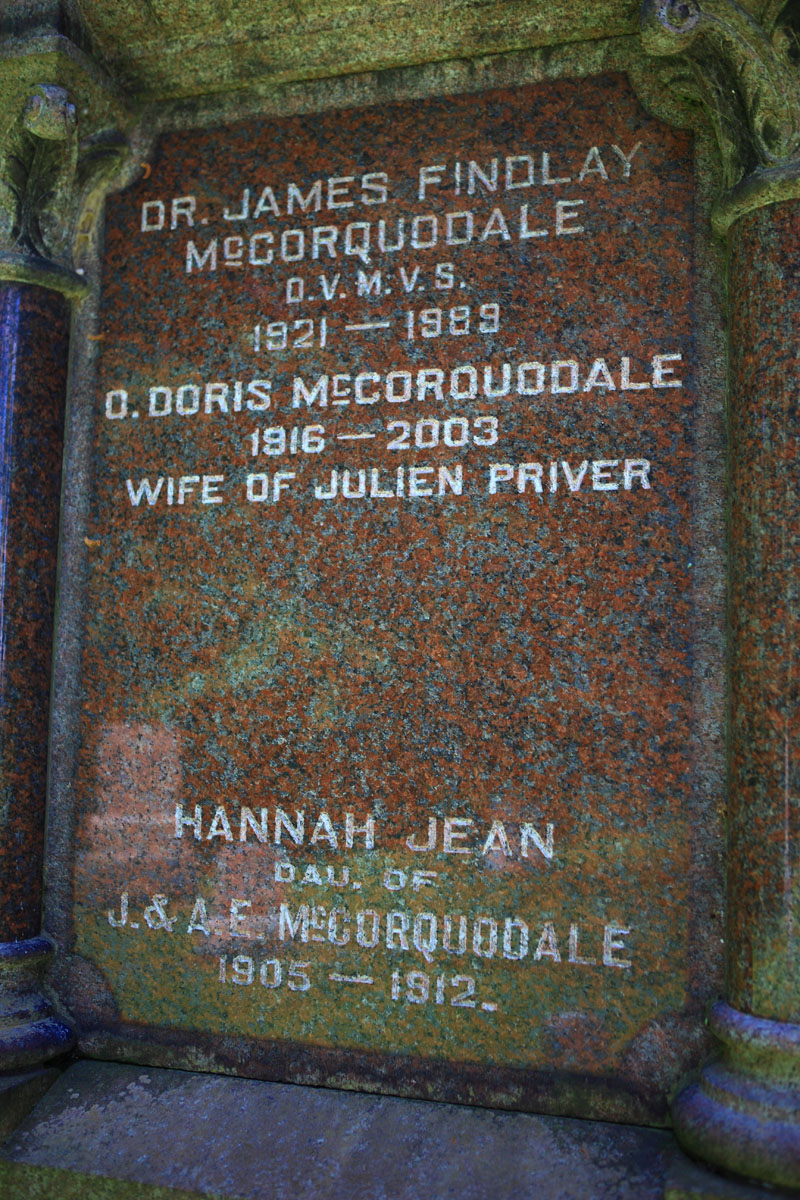 DR. JAMES FINDLAY
McCORQUODALE
D.V.M.V.S.
1921 — 1989
O. DORIS McCORQUODALE
1916 — 2003
WIFE OF JULIEN PRIVER
HANNAH JEAN
DAU. OF
J. & A. E. McCORQUODALE
1905 — 1912.